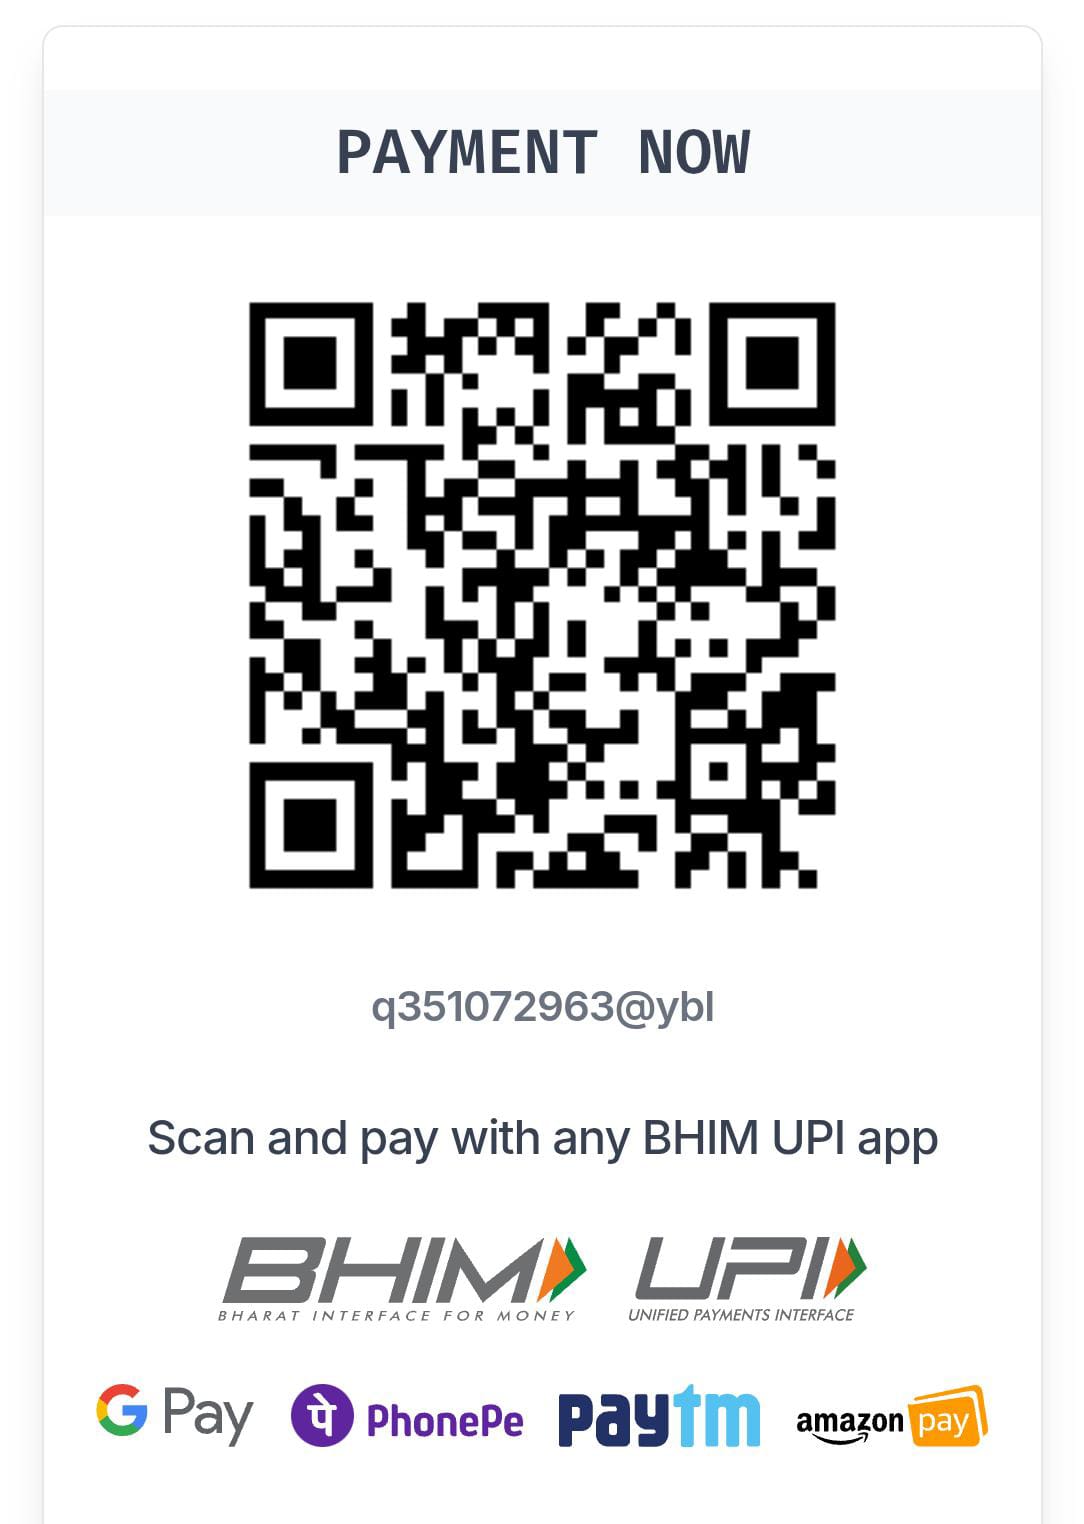 PAYMENT NOW
q351072963@ybl
Scan and pay with any BHIM UPI app
BHIM UPI
BHARAT INTERFACE FOR MONEY UNIFIED PAYMENTS INTERFACE
G Pay पे PhonePe paytm amazon pay